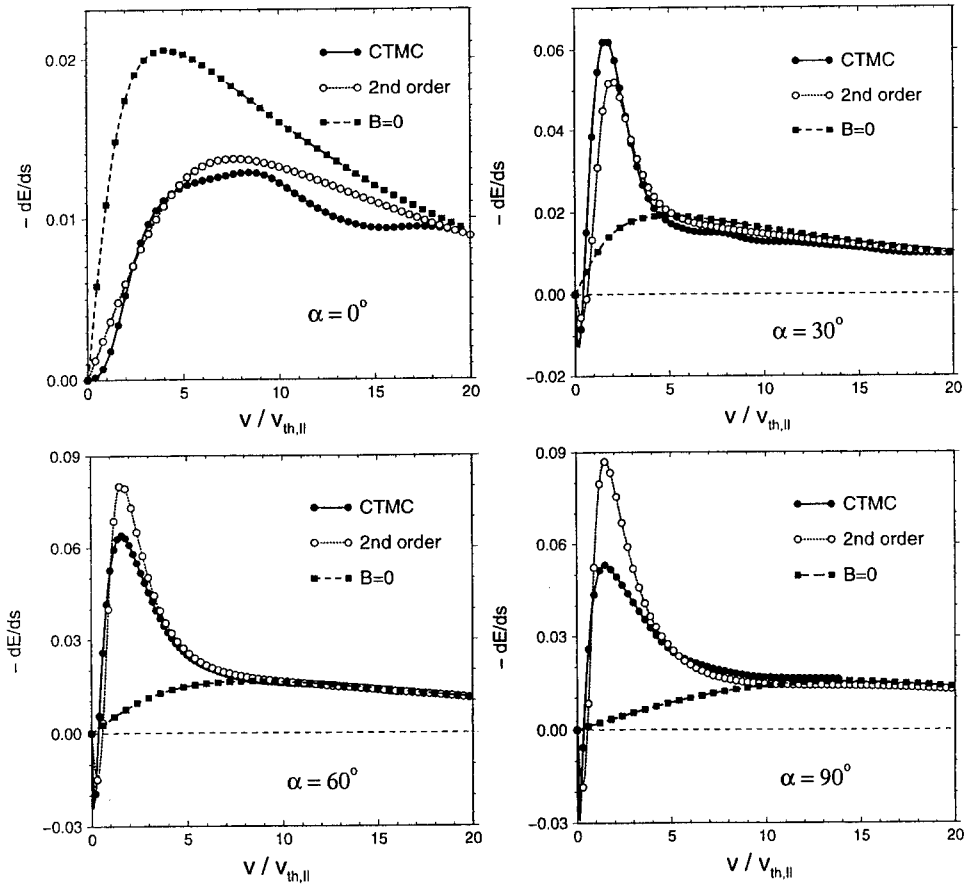 0.02
0.01
0.00
− dE/ds
CTMC
2nd order
B=0
α = 0°
0 5 10 15 20
v / v_th,||
0.06
0.04
0.02
0.00
−0.02
− dE/ds
CTMC
2nd order
B=0
α = 30°
0 5 10 15 20
v / v_th,||
0.09
0.06
0.03
0.00
−0.03
− dE/ds
CTMC
2nd order
B=0
α = 60°
0 5 10 15 20
v / v_th,||
0.09
0.06
0.03
0.00
−0.03
− dE/ds
CTMC
2nd order
B=0
α = 90°
0 5 10 15 20
v / v_th,||